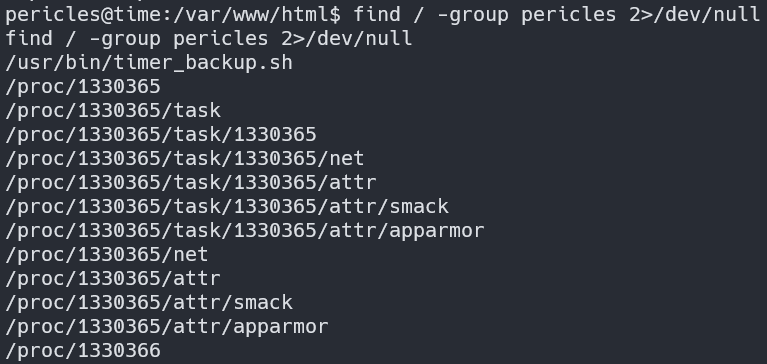 pericles@time:/var/www/html$ find / -group pericles 2>/dev/null
find / -group pericles 2>/dev/null
/usr/bin/timer_backup.sh
/proc/1330365
/proc/1330365/task
/proc/1330365/task/1330365
/proc/1330365/task/1330365/net
/proc/1330365/task/1330365/attr
/proc/1330365/task/1330365/attr/smack
/proc/1330365/task/1330365/attr/apparmor
/proc/1330365/net
/proc/1330365/attr
/proc/1330365/attr/smack
/proc/1330365/attr/apparmor
/proc/1330366